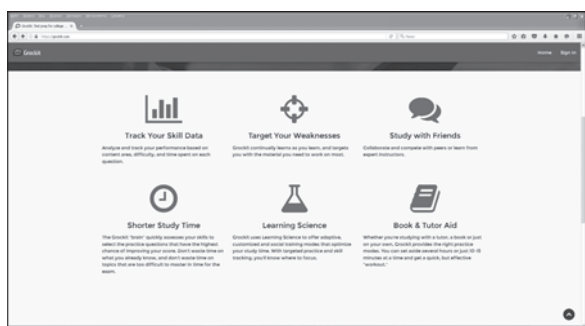 Grockit: Test prep for college ...
Grockit
Home Sign In
Track Your Skill Data
Analyze and track your performance based on
content area, difficulty, and time spent on each
question.
Target Your Weaknesses
Grockit continually learns as you learn, and targets
you with the material you need to work on most.
Study with Friends
Collaborate and compete with peers or learn from
expert instructors.
Shorter Study Time
The Grockit "brain" quickly assesses your skills to
select the practice questions that have the highest
chance of improving your score. Don't waste time on
what you already know, and don't waste time on
topics that are too difficult to master in time for the
exam.
Learning Science
Grockit uses Learning Science to offer adaptive,
customized and social training modes that optimize
your study time. With targeted practice and skill
tracking, you'll know where to focus.
Book & Tutor Aid
Whether you're studying with a tutor, a book or just
on your own, Grockit provides the right practice
modes. You can set aside several hours or just 10-15
minutes at a time and get a quick, but effective
"workout."